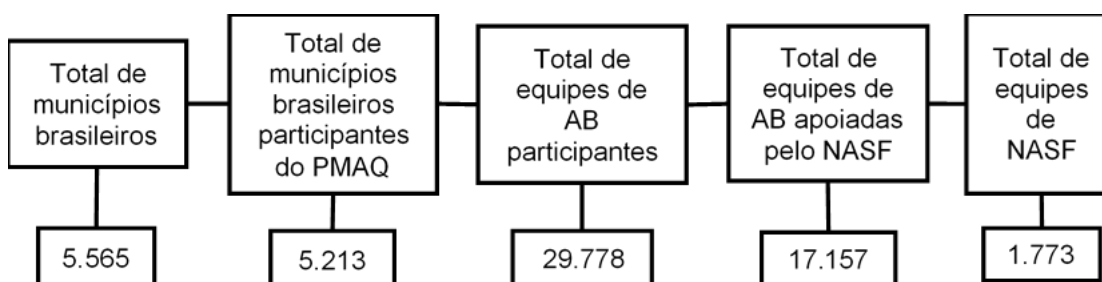 Total de
municípios
brasileiros
Total de
municípios
brasileiros
participantes
do PMAQ
Total de
equipes de
AB
participantes
Total de
equipes de
AB apoiadas
pelo NASF
Total de
equipes
de
NASF
5.565
5.213
29.778
17.157
1.773